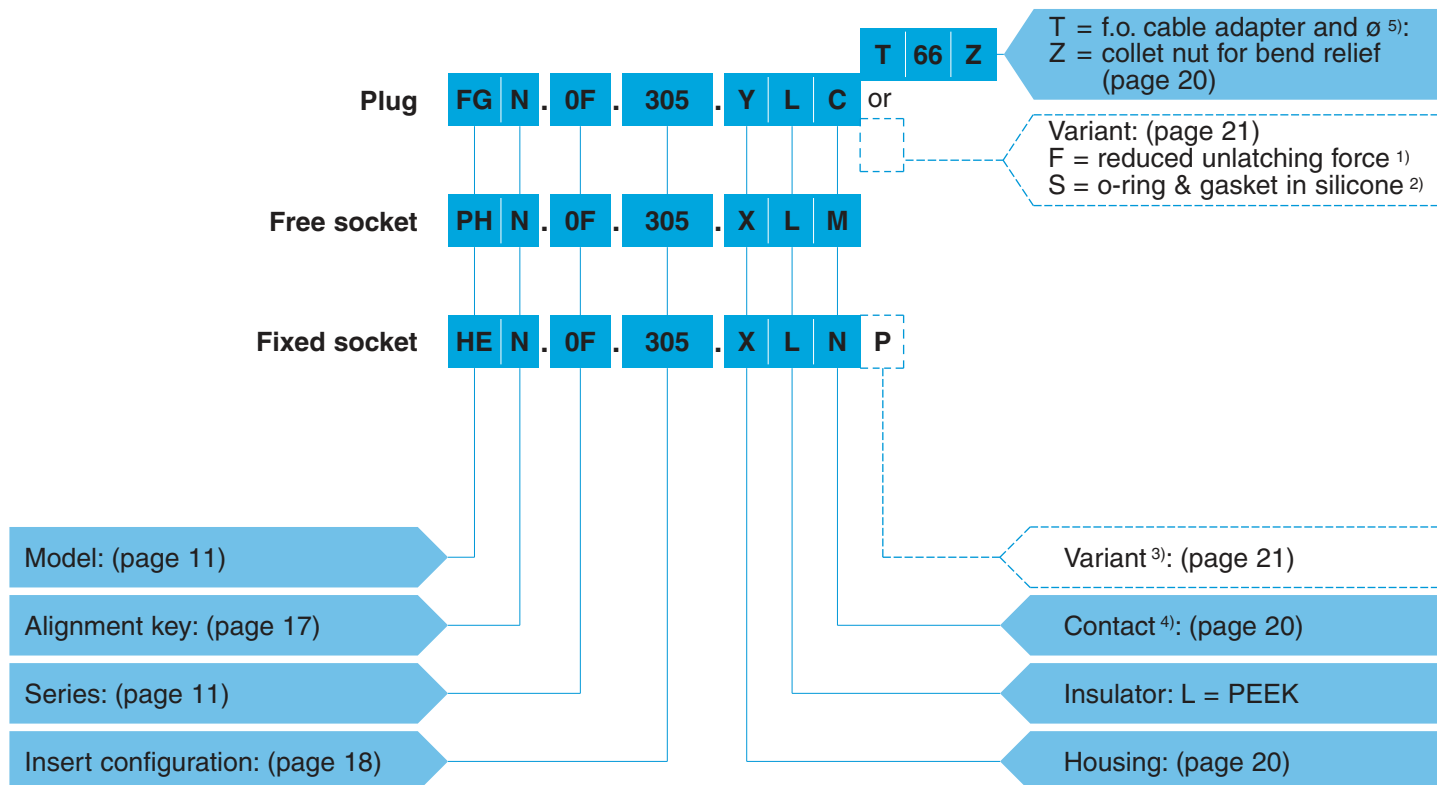 T 66 Z
T = f.o. cable adapter and ø 5):
Z = collet nut for bend relief
(page 20)
Plug FG N . 0F . 305 . Y L C or
Variant: (page 21)
F = reduced unlatching force 1)
S = o-ring & gasket in silicone 2)
Free socket PH N . 0F . 305 . X L M
Fixed socket HE N . 0F . 305 . X L N P
Model: (page 11)
Variant 3): (page 21)
Alignment key: (page 17)
Contact 4): (page 20)
Series: (page 11)
Insulator: L = PEEK
Insert configuration: (page 18)
Housing: (page 20)